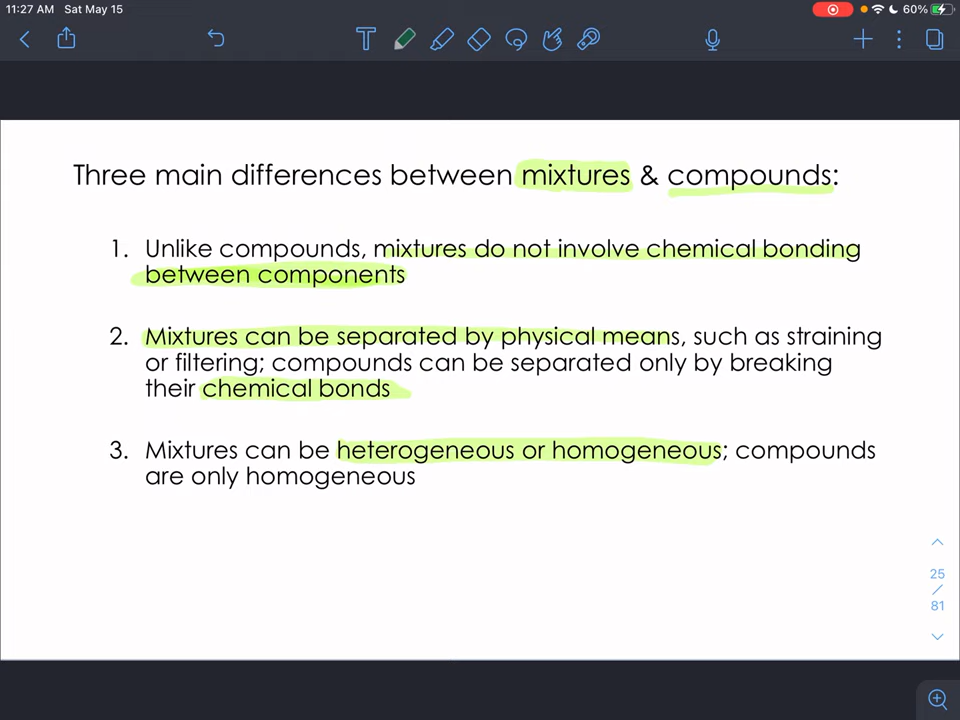 11:27 AM Sat May 15
60%
T
Three main differences between mixtures & compounds:
1. Unlike compounds, mixtures do not involve chemical bonding
between components
2. Mixtures can be separated by physical means, such as straining
or filtering; compounds can be separated only by breaking
their chemical bonds
3. Mixtures can be heterogeneous or homogeneous; compounds
are only homogeneous
25
/
81